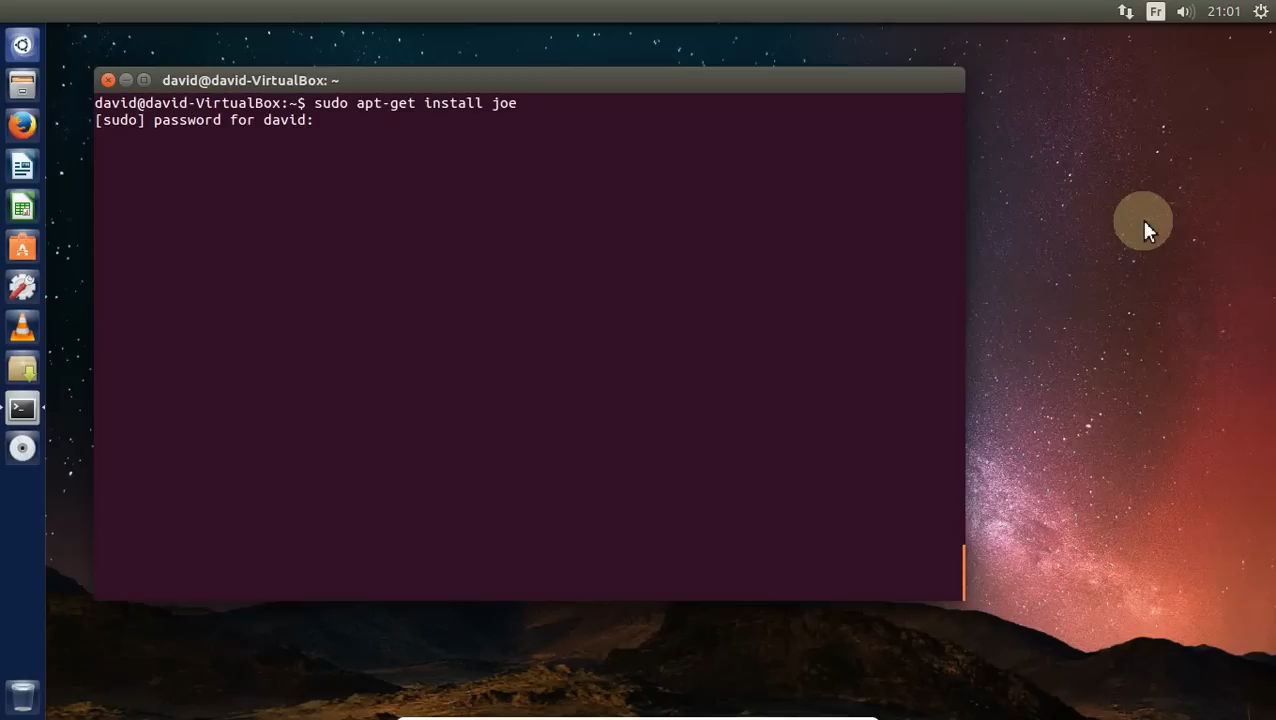 Fr
21:01
david@david-VirtualBox: ~
david@david-VirtualBox:~$ sudo apt-get install joe
[sudo] password for david: